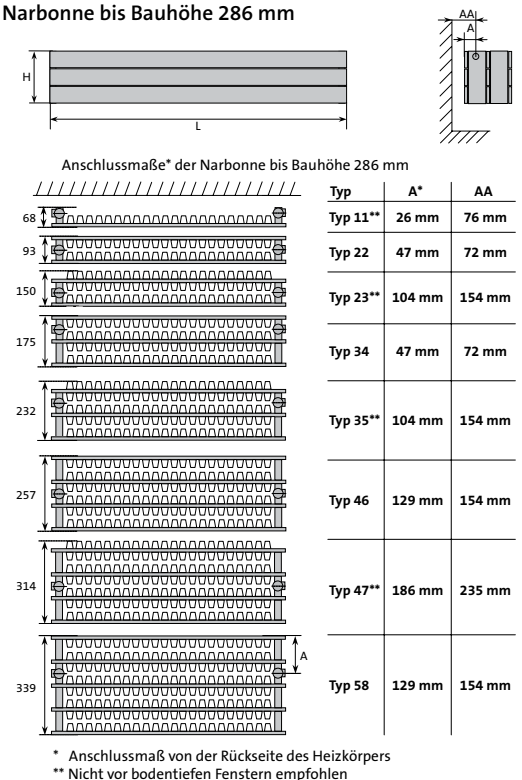 Narbonne bis Bauhöhe 286 mm
H
L
AA
A
Anschlussmaße* der Narbonne bis Bauhöhe 286 mm
Typ A* AA
68 Typ 11** 26 mm 76 mm
93 Typ 22 47 mm 72 mm
150 Typ 23** 104 mm 154 mm
175 Typ 34 47 mm 72 mm
232 Typ 35** 104 mm 154 mm
257 Typ 46 129 mm 154 mm
314 Typ 47** 186 mm 235 mm
339 A Typ 58 129 mm 154 mm
* Anschlussmaß von der Rückseite des Heizkörpers
** Nicht vor bodentiefen Fenstern empfohlen